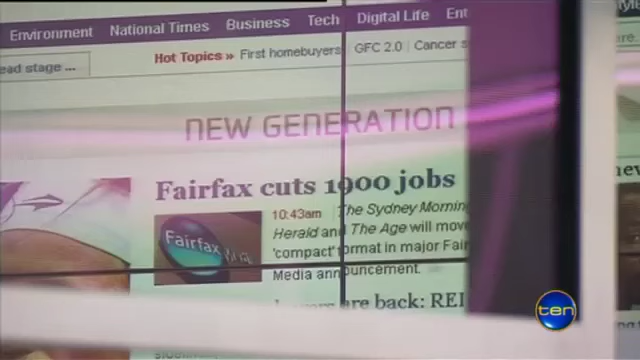 Environment National Times Business Tech Digital Life Ent
ead stage ...
Hot Topics » First homebuyers GFC 2.0 Cancer s
NEW GENERATION
Fairfax cuts 1900 jobs
10:43am The Sydney Mornin
Herald and The Age will move
'compact' format in major Fair
Media announcement.
are back: REI
Fairfax
ten